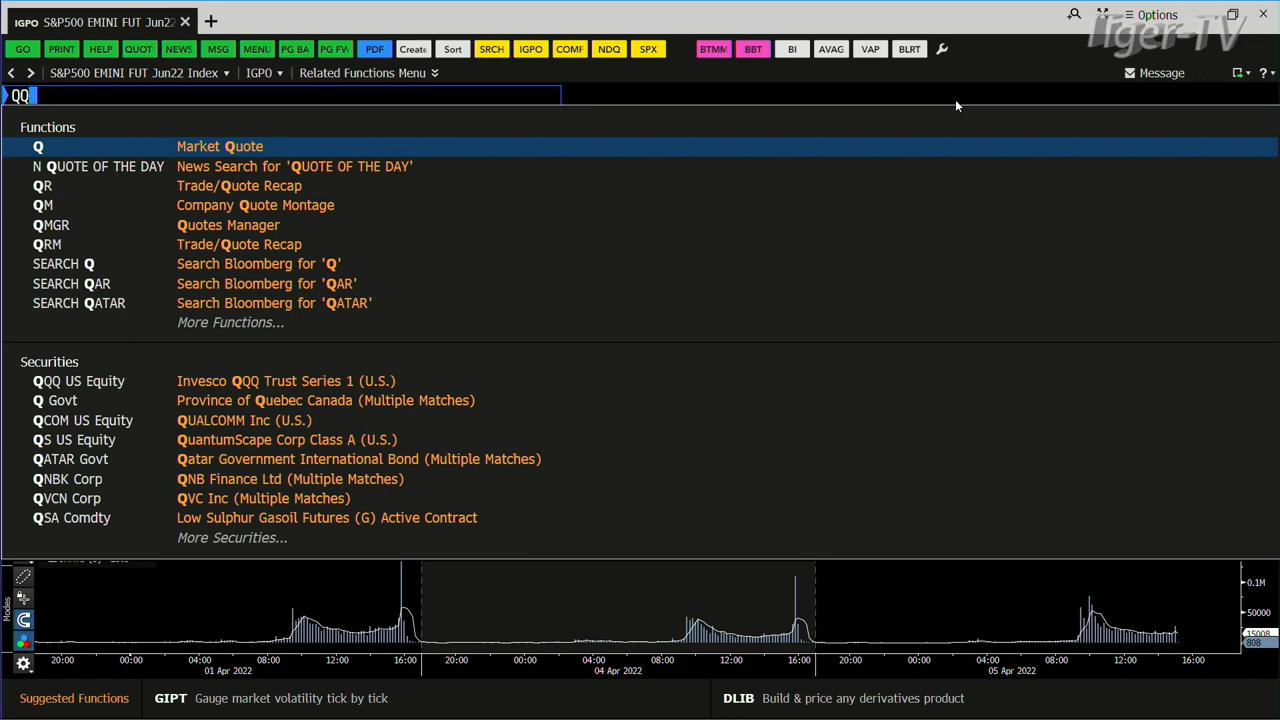 IGPO S&P500 EMINI FUT Jun22
Options
Tiger-TV
GO PRINT HELP QUOT NEWS MSG MENU PG BA PG FW PDF Create Sort SRCH IGPO COMF NDQ SPX BTMM BBT BI AVAG VAP BLRT
S&P500 EMINI FUT Jun22 Index IGPO Related Functions Menu Message ?
QQ
Functions
Q Market Quote
N QUOTE OF THE DAY News Search for 'QUOTE OF THE DAY'
QR Trade/Quote Recap
QM Company Quote Montage
QMGR Quotes Manager
QRM Trade/Quote Recap
SEARCH Q Search Bloomberg for 'Q'
SEARCH QAR Search Bloomberg for 'QAR'
SEARCH QATAR Search Bloomberg for 'QATAR'
More Functions...
Securities
QQQ US Equity Invesco QQQ Trust Series 1 (U.S.)
Q Govt Province of Quebec Canada (Multiple Matches)
QCOM US Equity QUALCOMM Inc (U.S.)
QS US Equity QuantumScape Corp Class A (U.S.)
QATAR Govt Qatar Government International Bond (Multiple Matches)
QNBK Corp QNB Finance Ltd (Multiple Matches)
QVCN Corp QVC Inc (Multiple Matches)
QSA Comdty Low Sulphur Gasoil Futures (G) Active Contract
More Securities...
0.1M
Modes
50000
15008
808
20:00 00:00 04:00 08:00 12:00 16:00 20:00 00:00 04:00 08:00 12:00 16:00 20:00 00:00 04:00 08:00 12:00 16:00
01 Apr 2022 04 Apr 2022 05 Apr 2022
Suggested Functions GIPT Gauge market volatility tick by tick DLIB Build & price any derivatives product